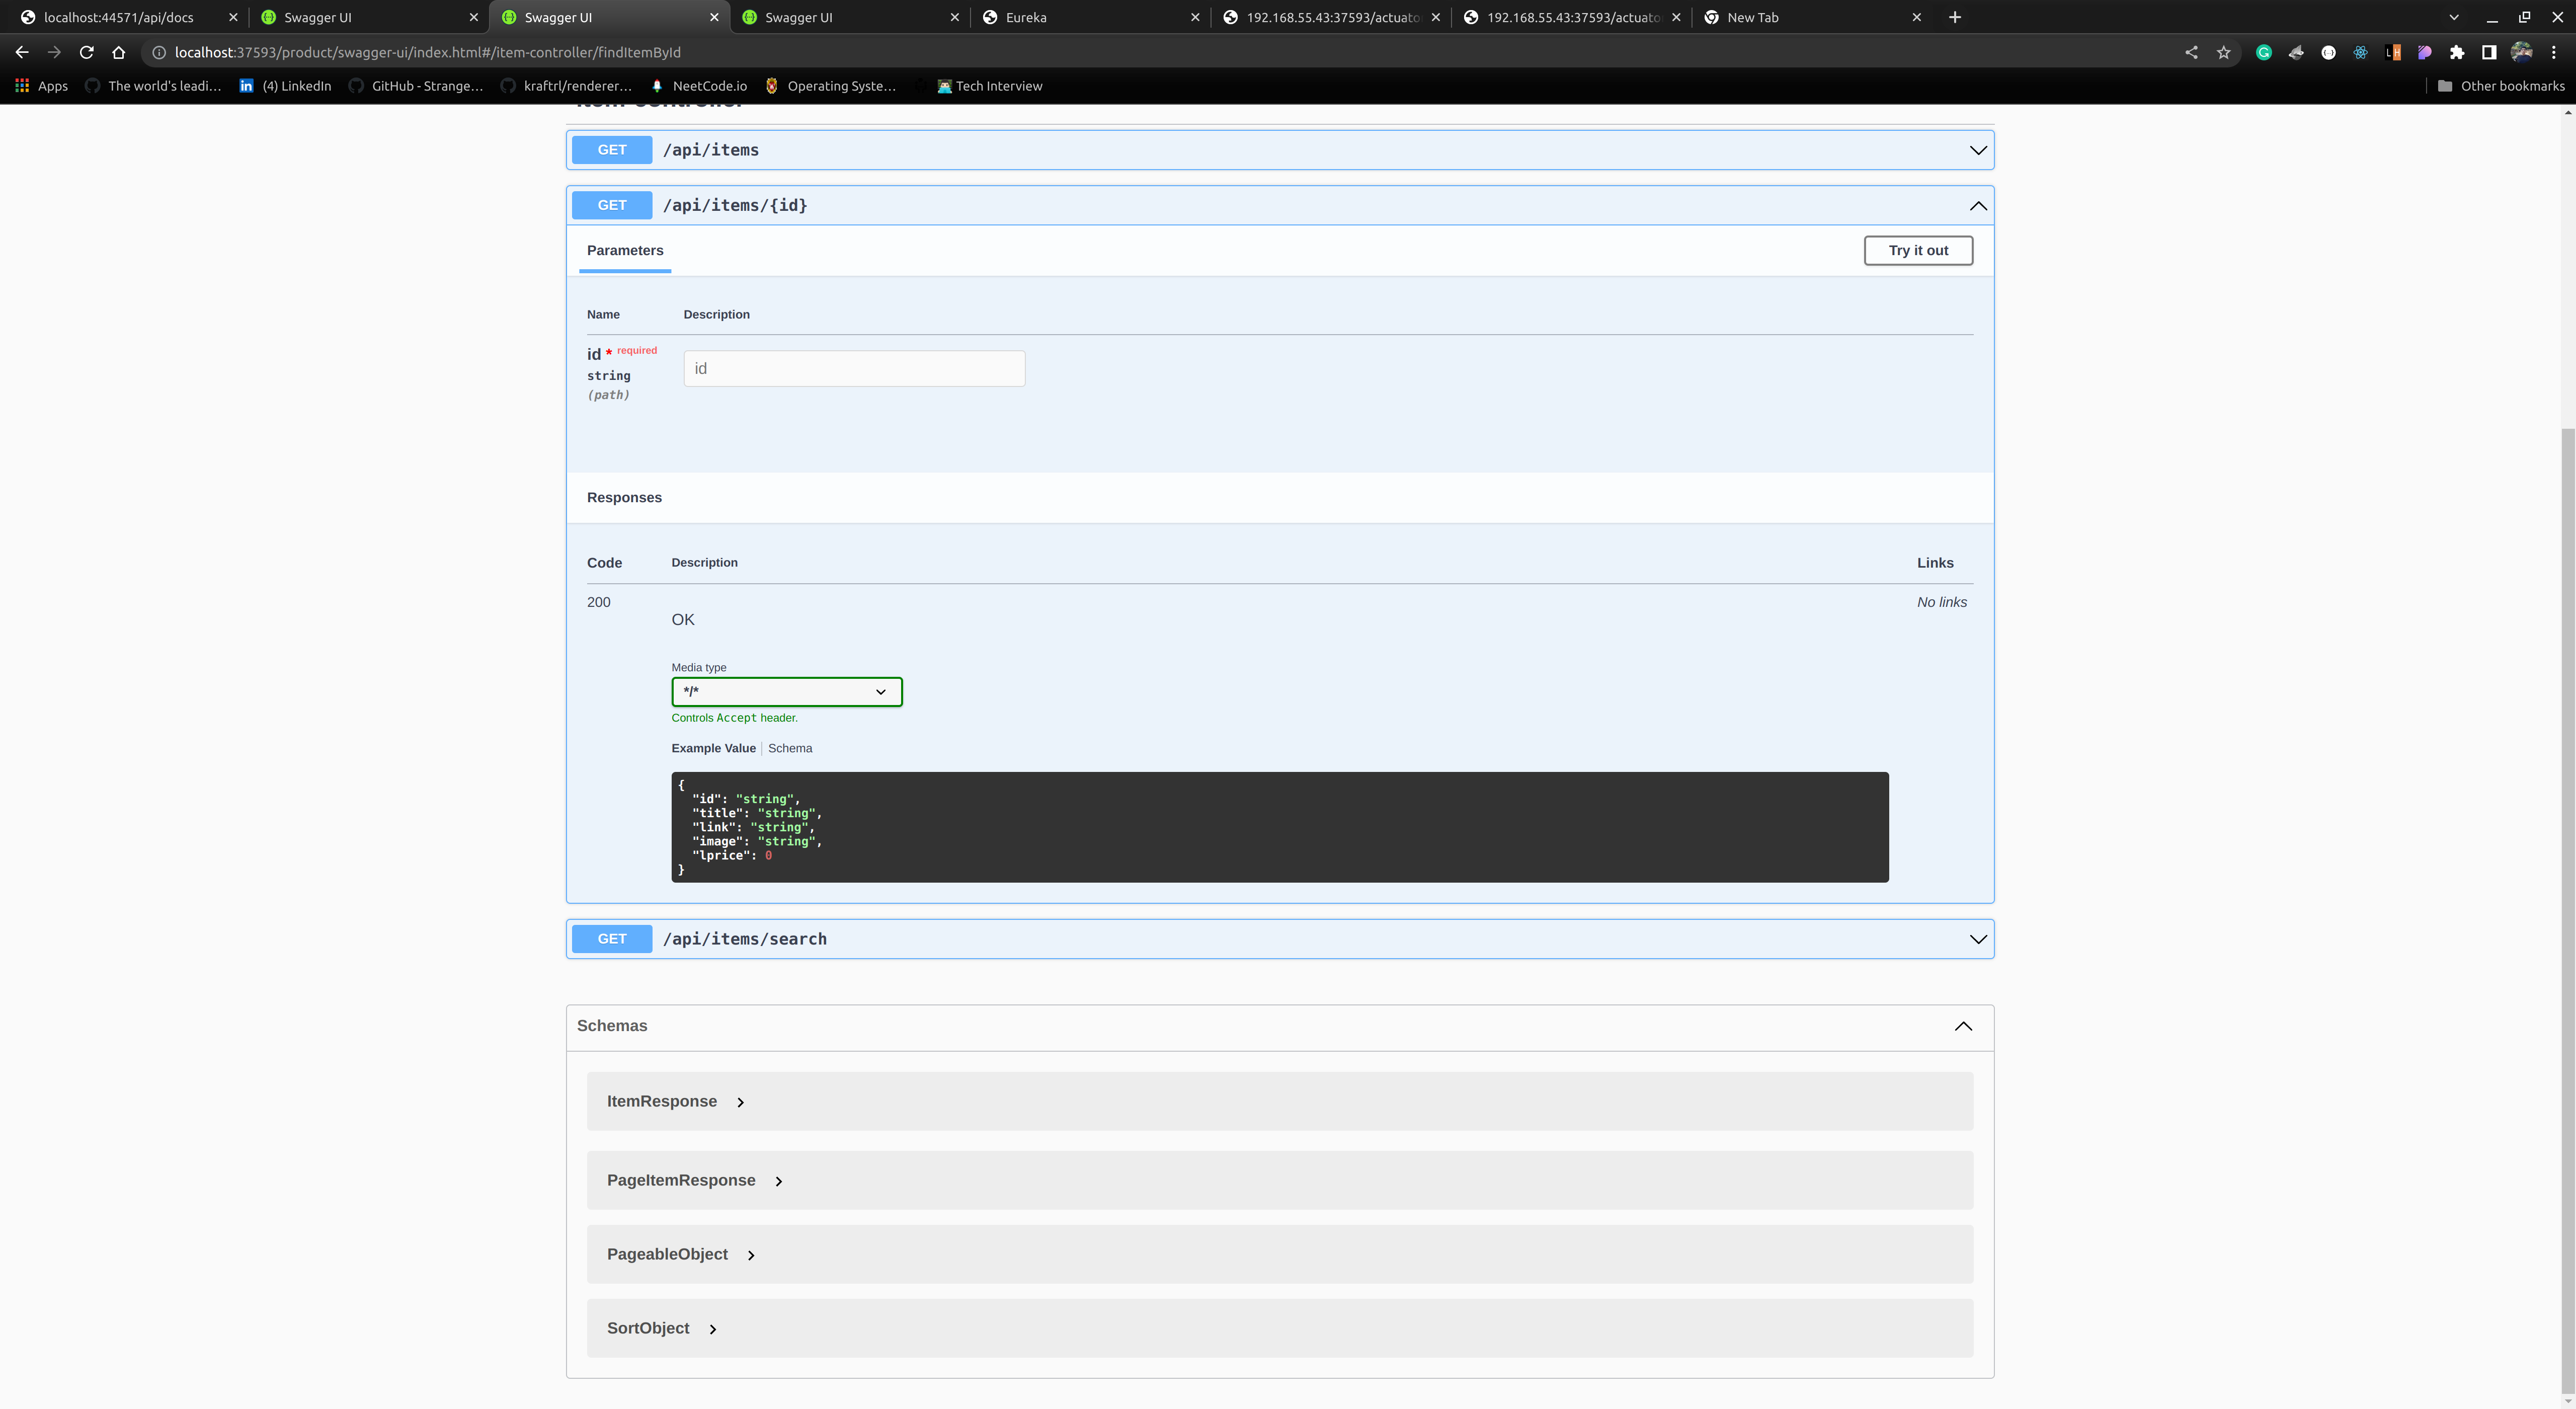 localhost:44571/api/docs
Swagger UI
Swagger UI
Swagger UI
Eureka
192.168.55.43:37593/actuato
192.168.55.43:37593/actuato
New Tab
localhost:37593/product/swagger-ui/index.html#/item-controller/findItemById
Apps
The world's leadi...
(4) LinkedIn
GitHub - Strange...
kraftrl/renderer...
NeetCode.io
Operating Syste...
Tech Interview
Other bookmarks
GET /api/items
GET /api/items/{id}
Parameters
Try it out
Name Description
id * required
string
(path)
id
Responses
Code Description Links
200 No links
OK
Media type
*/*
Controls Accept header.
Example Value | Schema
{
"id": "string",
"title": "string",
"link": "string",
"image": "string",
"lprice": 0
}
GET /api/items/search
Schemas
ItemResponse
PageItemResponse
PageableObject
SortObject